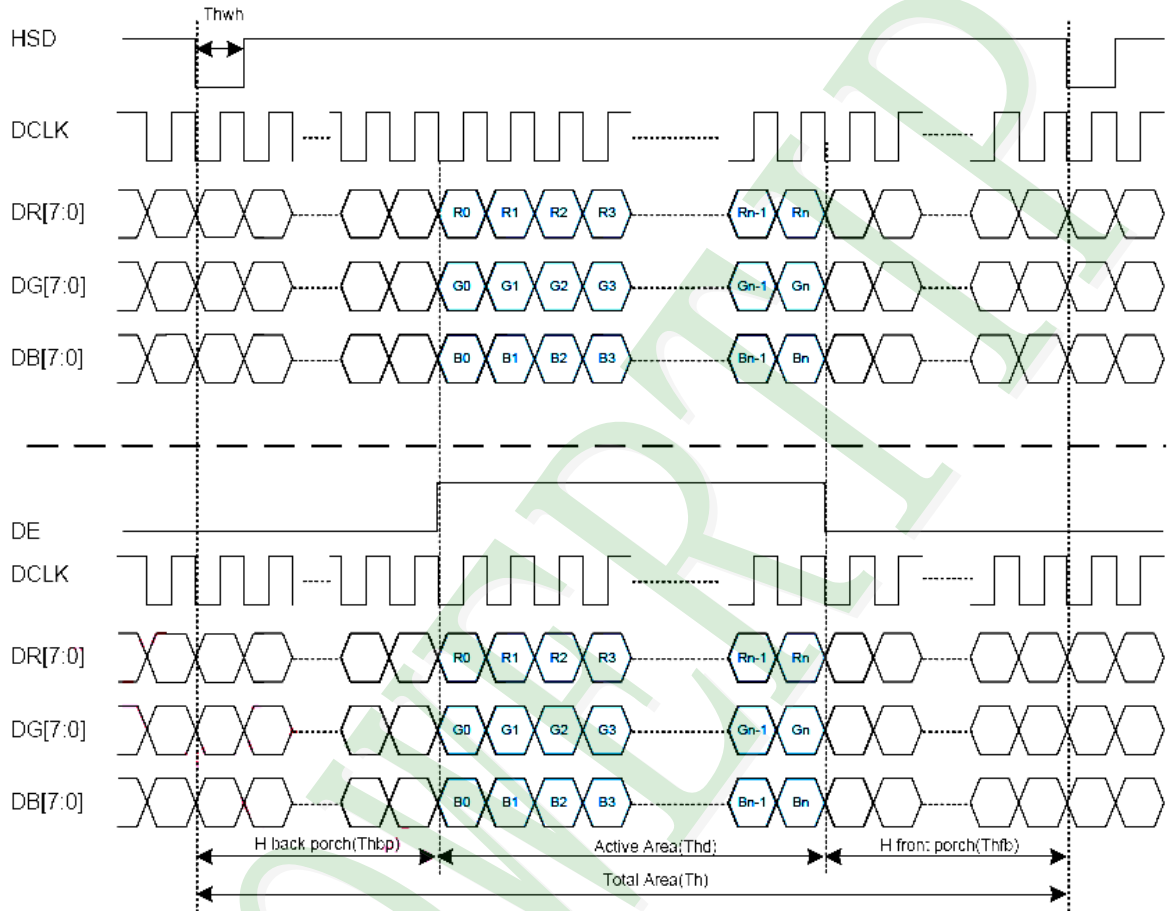 Thwh
HSD
DCLK
DR[7:0] R0 R1 R2 R3 Rn-1 Rn
DG[7:0] G0 G1 G2 G3 Gn-1 Gn
DB[7:0] B0 B1 B2 B3 Bn-1 Bn
DE
DCLK
DR[7:0] R0 R1 R2 R3 Rn-1 Rn
DG[7:0] G0 G1 G2 G3 Gn-1 Gn
DB[7:0] B0 B1 B2 B3 Bn-1 Bn
H back porch(Thbp) Active Area(Thd) H front porch(Thfb)
Total Area(Th)
OWERTIP